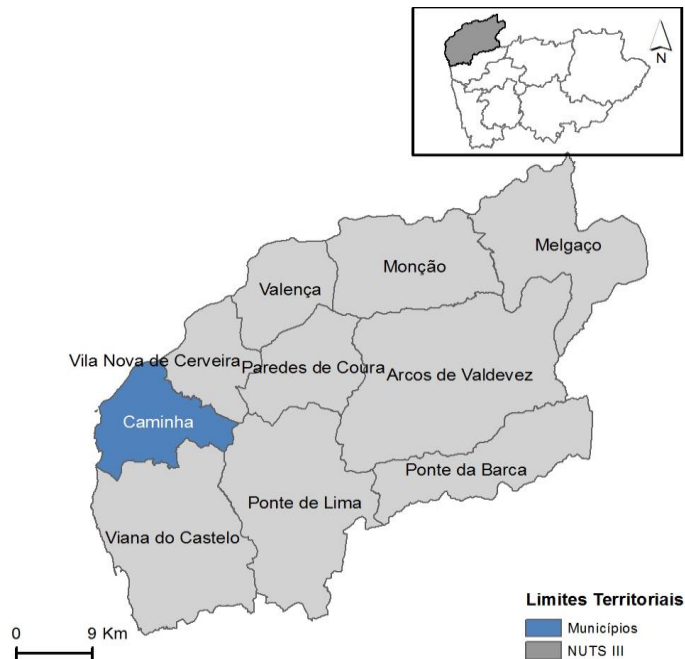 N
Melgaço
Monção
Valença
Vila Nova de Cerveira
Paredes de Coura
Arcos de Valdevez
Caminha
Ponte da Barca
Ponte de Lima
Viana do Castelo
Limites Territoriais
0 9 Km
Municípios
NUTS III